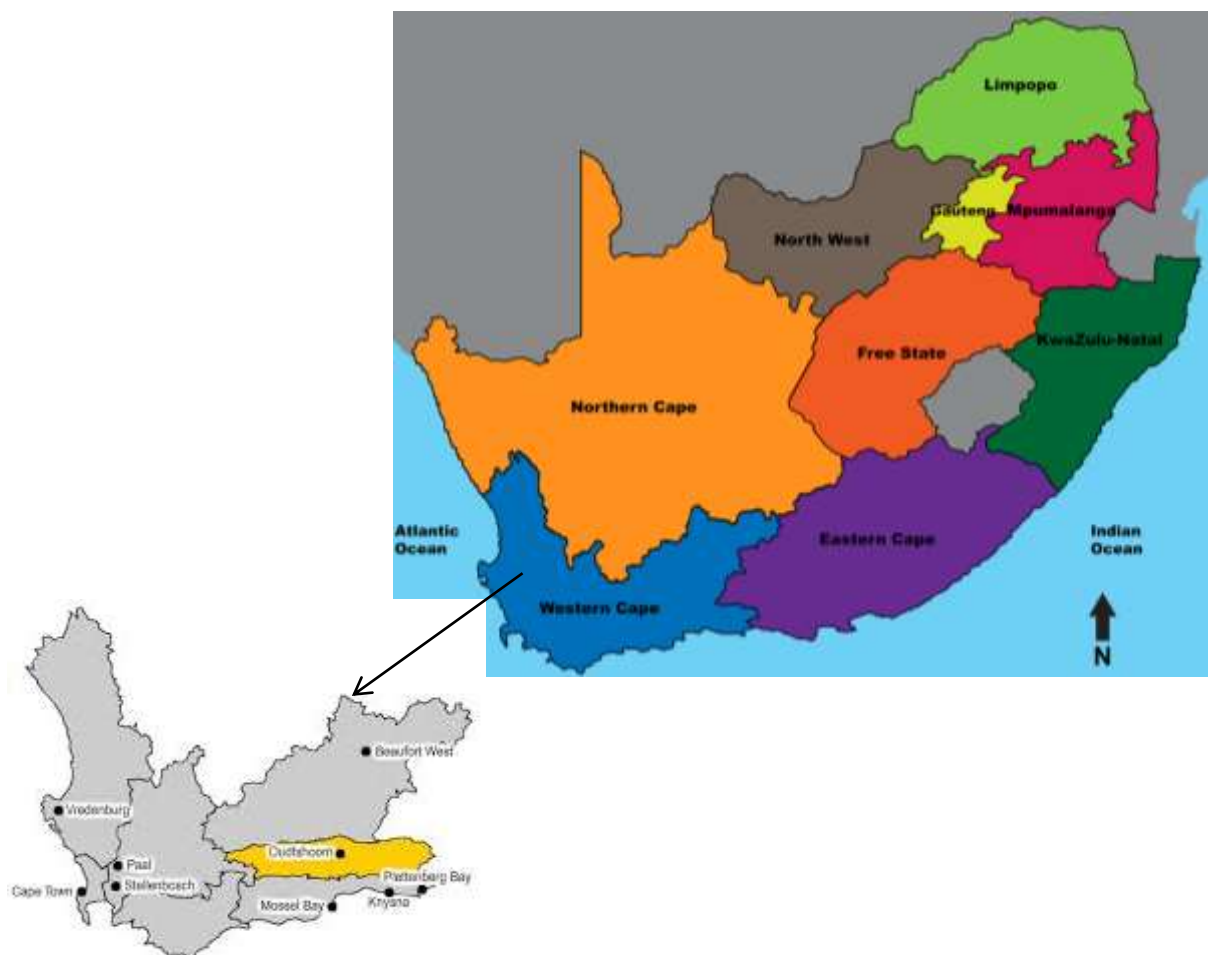 Limpopo
Gauteng
Mpumalanga
North West
KwaZulu-Natal
Free State
Northern Cape
Atlantic
Ocean
Eastern Cape
Indian
Ocean
Western Cape
N
Beaufort West
Vredenburg
Oudtshoorn
Paal
Stellenbosch
Plettenberg Bay
Cape Town
Knysna
Mossel Bay